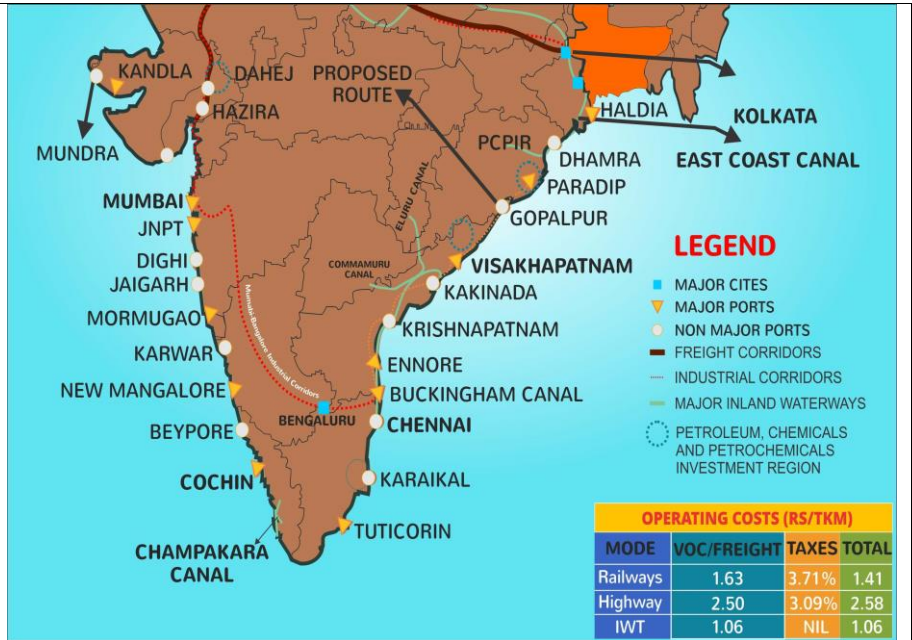 KANDLA
DAHEJ
PROPOSED
ROUTE
HAZIRA
MUNDRA
HALDIA
KOLKATA
EAST COAST CANAL
PCPIR
DHAMRA
PARADIP
GOPALPUR
MUMBAI
JNPT
DIGHI
JAIGARH
MORMUGAO
KARWAR
NEW MANGALORE
BEYPORE
COCHIN
CHAMPAKARA
CANAL
ELURU CANAL
COMMAMURU
CANAL
VISAKHAPATNAM
KAKINADA
KRISHNAPATNAM
ENNORE
BUCKINGHAM CANAL
CHENNAI
BENGALURU
KARAIKAL
TUTICORIN
LEGEND
MAJOR CITES
MAJOR PORTS
NON MAJOR PORTS
FREIGHT CORRIDORS
INDUSTRIAL CORRIDORS
MAJOR INLAND WATERWAYS
PETROLEUM, CHEMICALS
AND PETROCHEMICALS
INVESTMENT REGION
OPERATING COSTS (RS/TKM)
MODE VOC/FREIGHT TAXES TOTAL
Railways 1.63 3.71% 1.41
Highway 2.50 3.09% 2.58
IWT 1.06 NIL 1.06